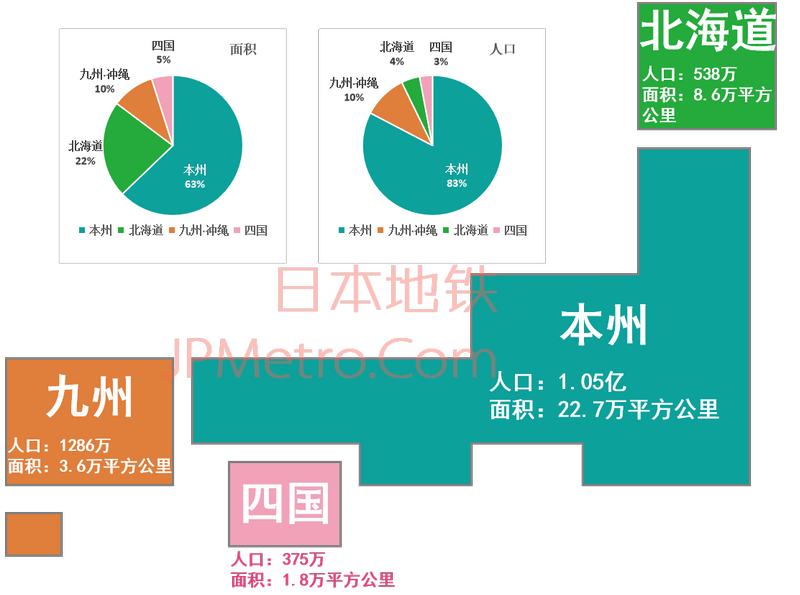 面积
四国
5%
九州·冲绳
10%
北海道
22%
本州
63%
本州 北海道 九州·冲绳 四国
人口
北海道
4%
四国
3%
九州·冲绳
10%
本州
83%
本州 九州·冲绳 北海道 四国
北海道
人口：538万
面积：8.6万平方
公里
日本地铁
JPMetro.Com
本州
人口：1.05亿
面积：22.7万平方公里
九州
人口：1286万
面积：3.6万平方公里
四国
人口：375万
面积：1.8万平方公里